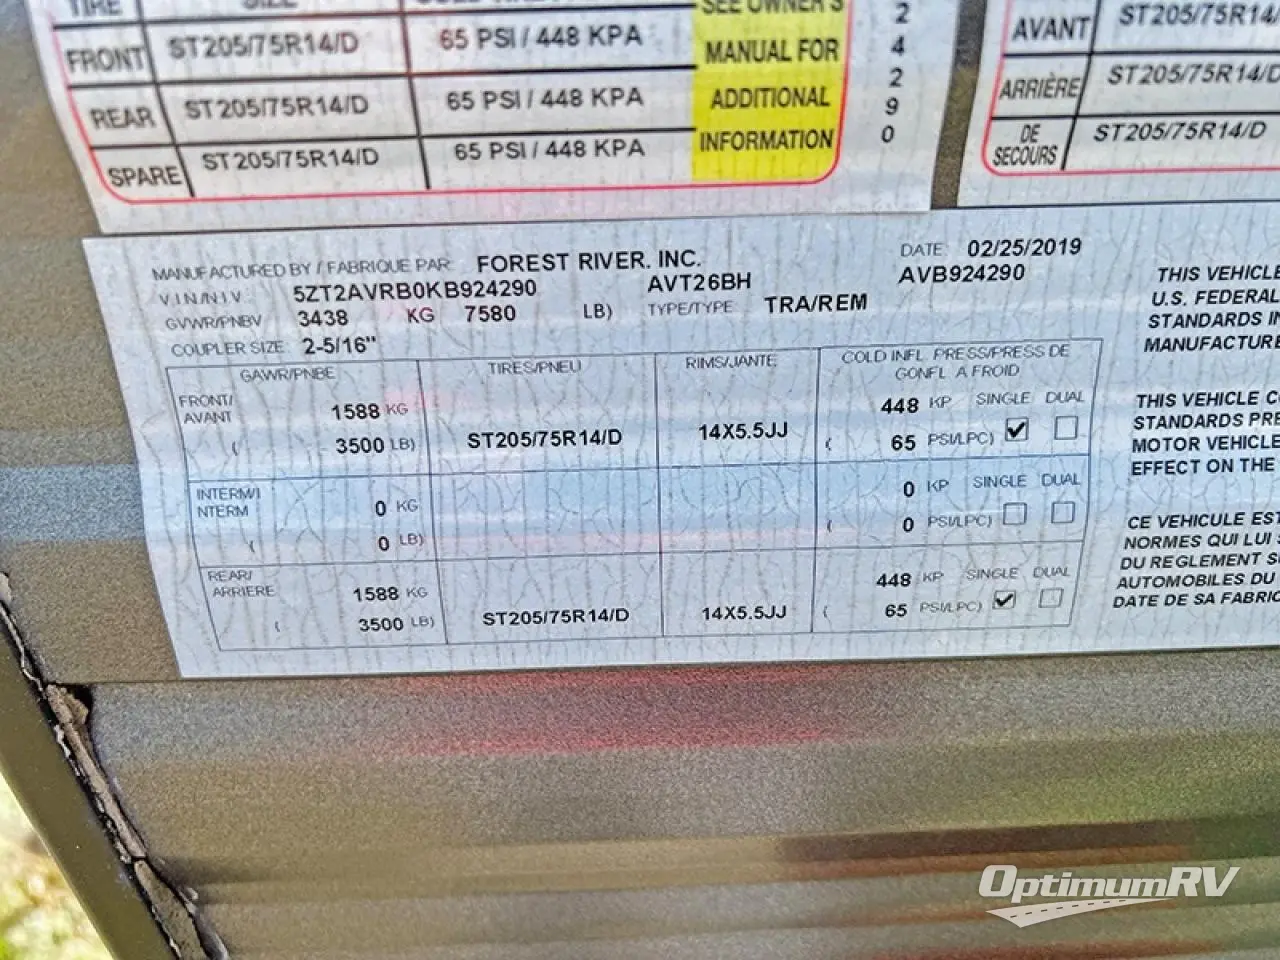 TIRE SIZE
SEE OWNER'S
FRONT ST205/75R14/D 65 PSI / 448 KPA MANUAL FOR
REAR ST205/75R14/D 65 PSI / 448 KPA ADDITIONAL
SPARE ST205/75R14/D 65 PSI / 448 KPA INFORMATION
2
4
2
9
0
AVANT ST205/75R14/
ARRIÈRE ST205/75R14/D
DE SECOURS ST205/75R14/D
MANUFACTURED BY / FABRIQUE PAR: FOREST RIVER. INC. DATE: 02/25/2019
V I N/N I V: 5ZT2AVRB0KB924290 AVT26BH AVB924290
GVWR/PNBV 3438 KG 7580 LB) TYPE/TYPE: TRA/REM
COUPLER SIZE: 2-5/16"
GAWR/PNBE TIRES/PNEU RIMS/JANTE COLD INFL. PRESS/PRESS DE GONFL. A FROID
FRONT/ AVANT 1588 KG 448 KP SINGLE DUAL
( 3500 LB) ST205/75R14/D 14X5.5JJ ( 65 PSI/LPC)
INTERM/I NTERM 0 KG 0 KP SINGLE DUAL
( 0 LB) ( 0 PSI/LPC)
REAR/ ARRIERE 1588 KG 448 KP SINGLE DUAL
( 3500 LB) ST205/75R14/D 14X5.5JJ ( 65 PSI/LPC)
THIS VEHICLE
U.S. FEDERAL
STANDARDS IN
MANUFACTURE
THIS VEHICLE CO
STANDARDS PRE
MOTOR VEHICLE
EFFECT ON THE
CE VEHICULE EST
NORMES QUI LUI S
DU REGLEMENT SU
AUTOMOBILES DU
DATE DE SA FABRIC
OptimumRV